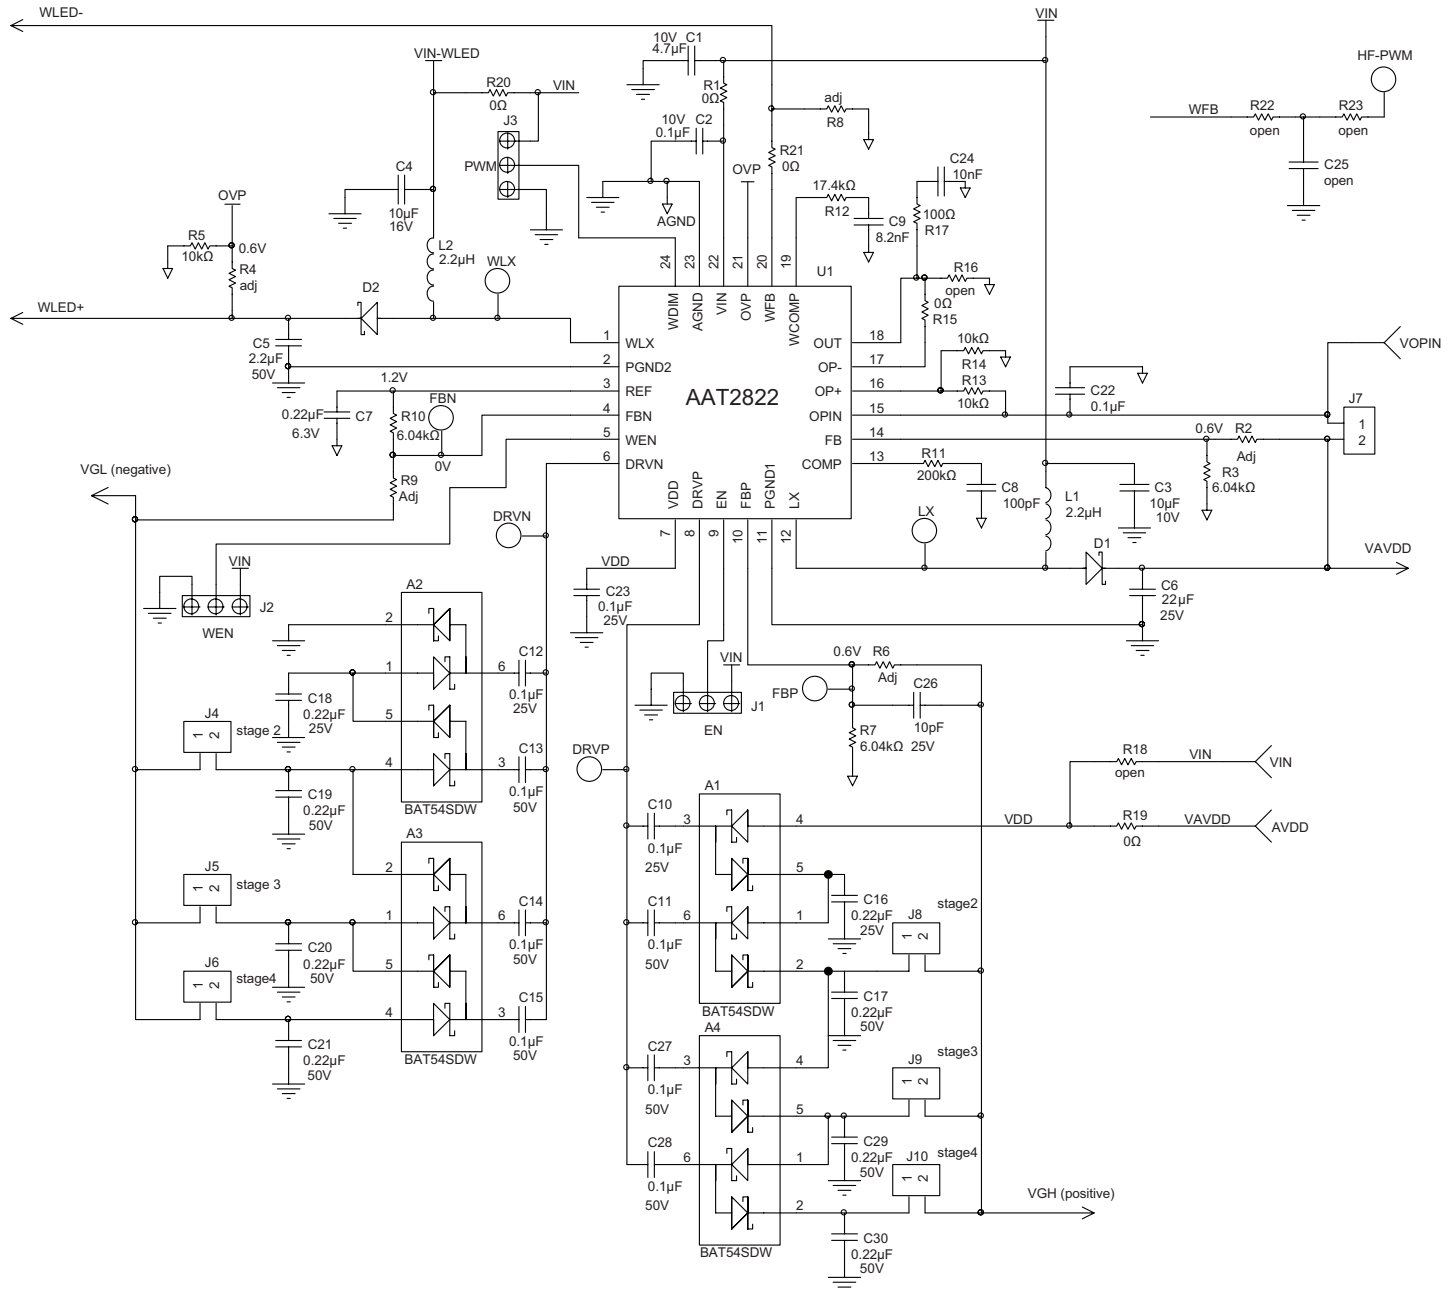 WLED-
VIN
VIN-WLED
10V C1
4.7µF
HF-PWM
R20
0Ω
VIN
R1
0Ω
adj
R8
WFB
R22
open
R23
open
J3
10V C2
0.1µF
R21
0Ω
C24
10nF
C25
open
PWM
OVP
C4
10µF
16V
17.4kΩ
R12
C9
8.2nF
100Ω
R17
OVP
AGND
R5
10kΩ
0.6V
R4
adj
L2
2.2µH
WLX
D2
24 23 22 21 20 19
U1
R16
open
0Ω
R15
WLED+
WDIM AGND VIN OVP WFB WCOMP
C5
2.2µF
50V
1 WLX
2 PGND2
3 REF
4 FBN
5 WEN
6 DRVN
OUT 18
OP- 17
OP+ 16
OPIN 15
FB 14
COMP 13
AAT2822
10kΩ
R14
R13
10kΩ
C22
0.1µF
VOPIN
J7
1
2
1.2V
FBN
0.22µF C7
6.3V
R10
6.04kΩ
0V
R9
Adj
0.6V R2
Adj
R3
6.04kΩ
R11
200kΩ
C8
100pF
L1
2.2µH
C3
10µF
10V
VGL (negative)
VDD DRVP EN FBP PGND1 LX
7 8 9 10 11 12
DRVN
LX
D1
VAVDD
VDD
C23
0.1µF
25V
C6
22µF
25V
VIN
J2
WEN
A2
2
1
6
C12
0.1µF
25V
C18
0.22µF
25V
5
J4
1 2
stage 2
4
3
C13
0.1µF
50V
C19
0.22µF
50V
BAT54SDW
0.6V R6
Adj
FBP
C26
10pF
25V
R7
6.04kΩ
VIN
J1
EN
DRVP
R18
open
VIN
VIN
A1
C10
0.1µF
25V
3
4
VDD
R19
0Ω
VAVDD
AVDD
A3
J5
1 2
stage 3
2
1
6
C14
0.1µF
50V
C20
0.22µF
50V
5
J6
1 2
stage4
4
3
C15
0.1µF
50V
C21
0.22µF
50V
BAT54SDW
5
C11
0.1µF
50V
6
1
C16
0.22µF
25V
stage2
J8
1 2
2
C17
0.22µF
50V
BAT54SDW
A4
C27
0.1µF
50V
3
4
stage3
J9
1 2
5
C28
0.1µF
50V
6
1
C29
0.22µF
50V
J10
1 2
stage4
2
VGH (positive)
C30
0.22µF
50V
BAT54SDW